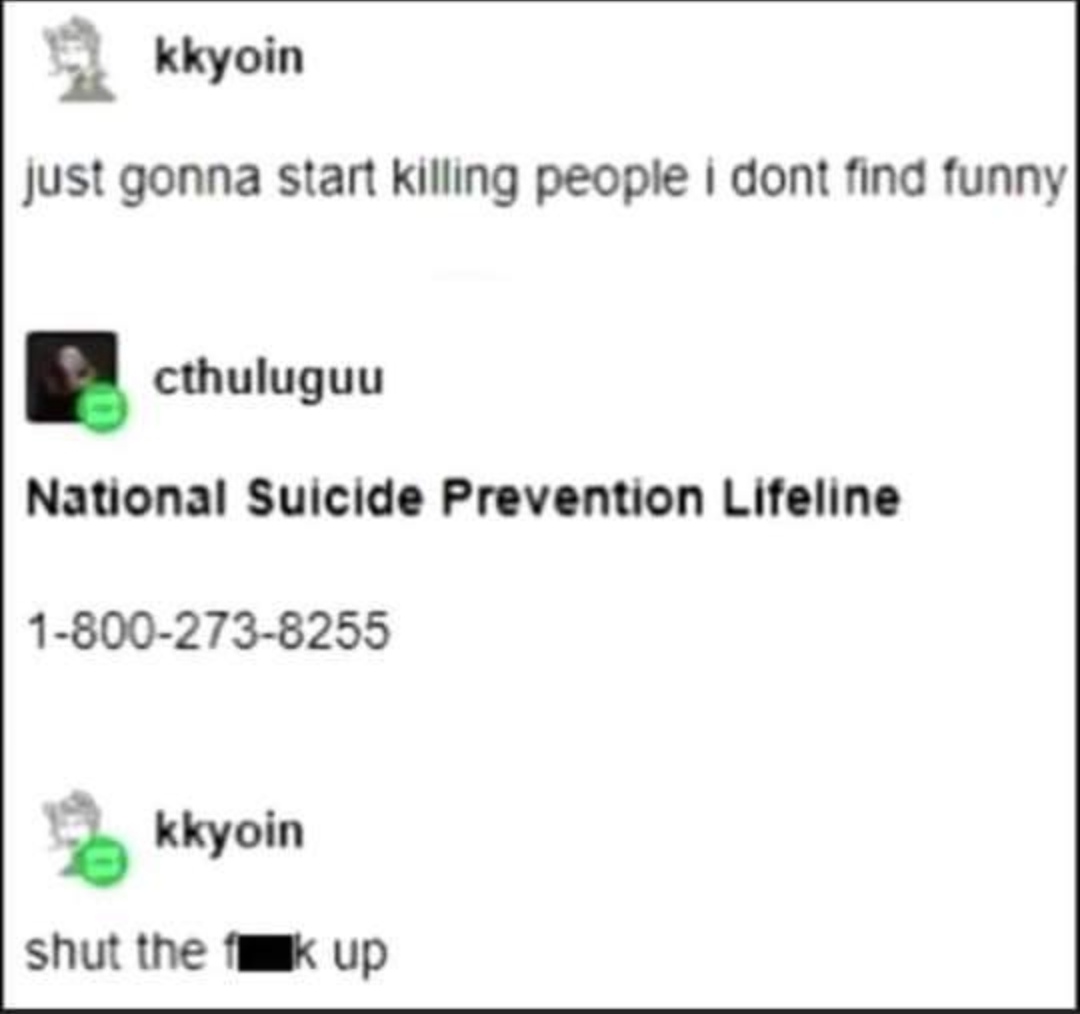 kkyoin
just gonna start killing people i dont find funny
cthuluguu
National Suicide Prevention Lifeline
1-800-273-8255
kkyoin
shut the f██k up